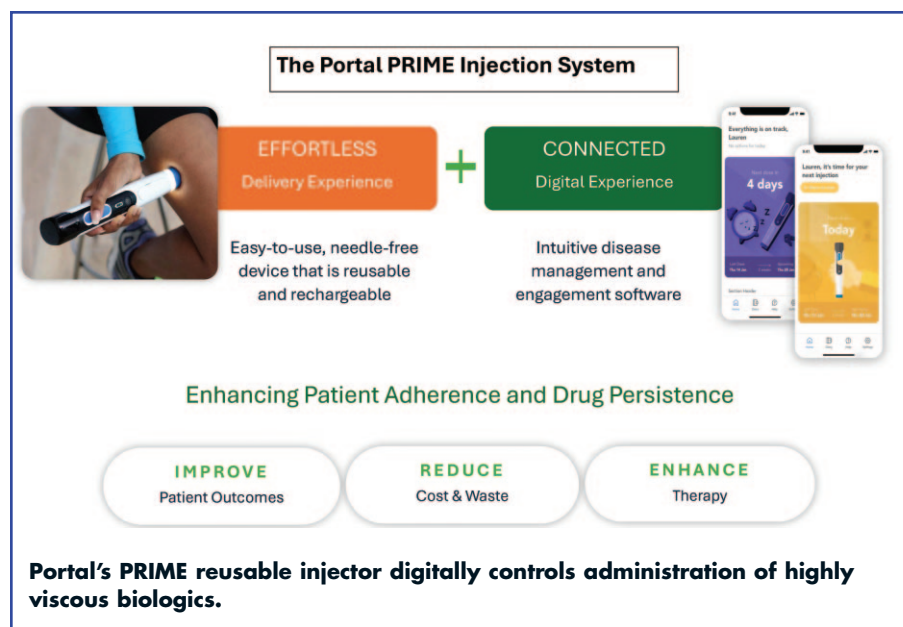 The Portal PRIME Injection System
EFFORTLESS
Delivery Experience
+
CONNECTED
Digital Experience
Easy-to-use, needle-free
device that is reusable
and rechargeable
Intuitive disease
management and
engagement software
Everything is on track,
Lauren
4 days
Lauren, it's time for your
next injection
Today
Enhancing Patient Adherence and Drug Persistence
IMPROVE
Patient Outcomes
REDUCE
Cost & Waste
ENHANCE
Therapy
Portal's PRIME reusable injector digitally controls administration of highly
viscous biologics.